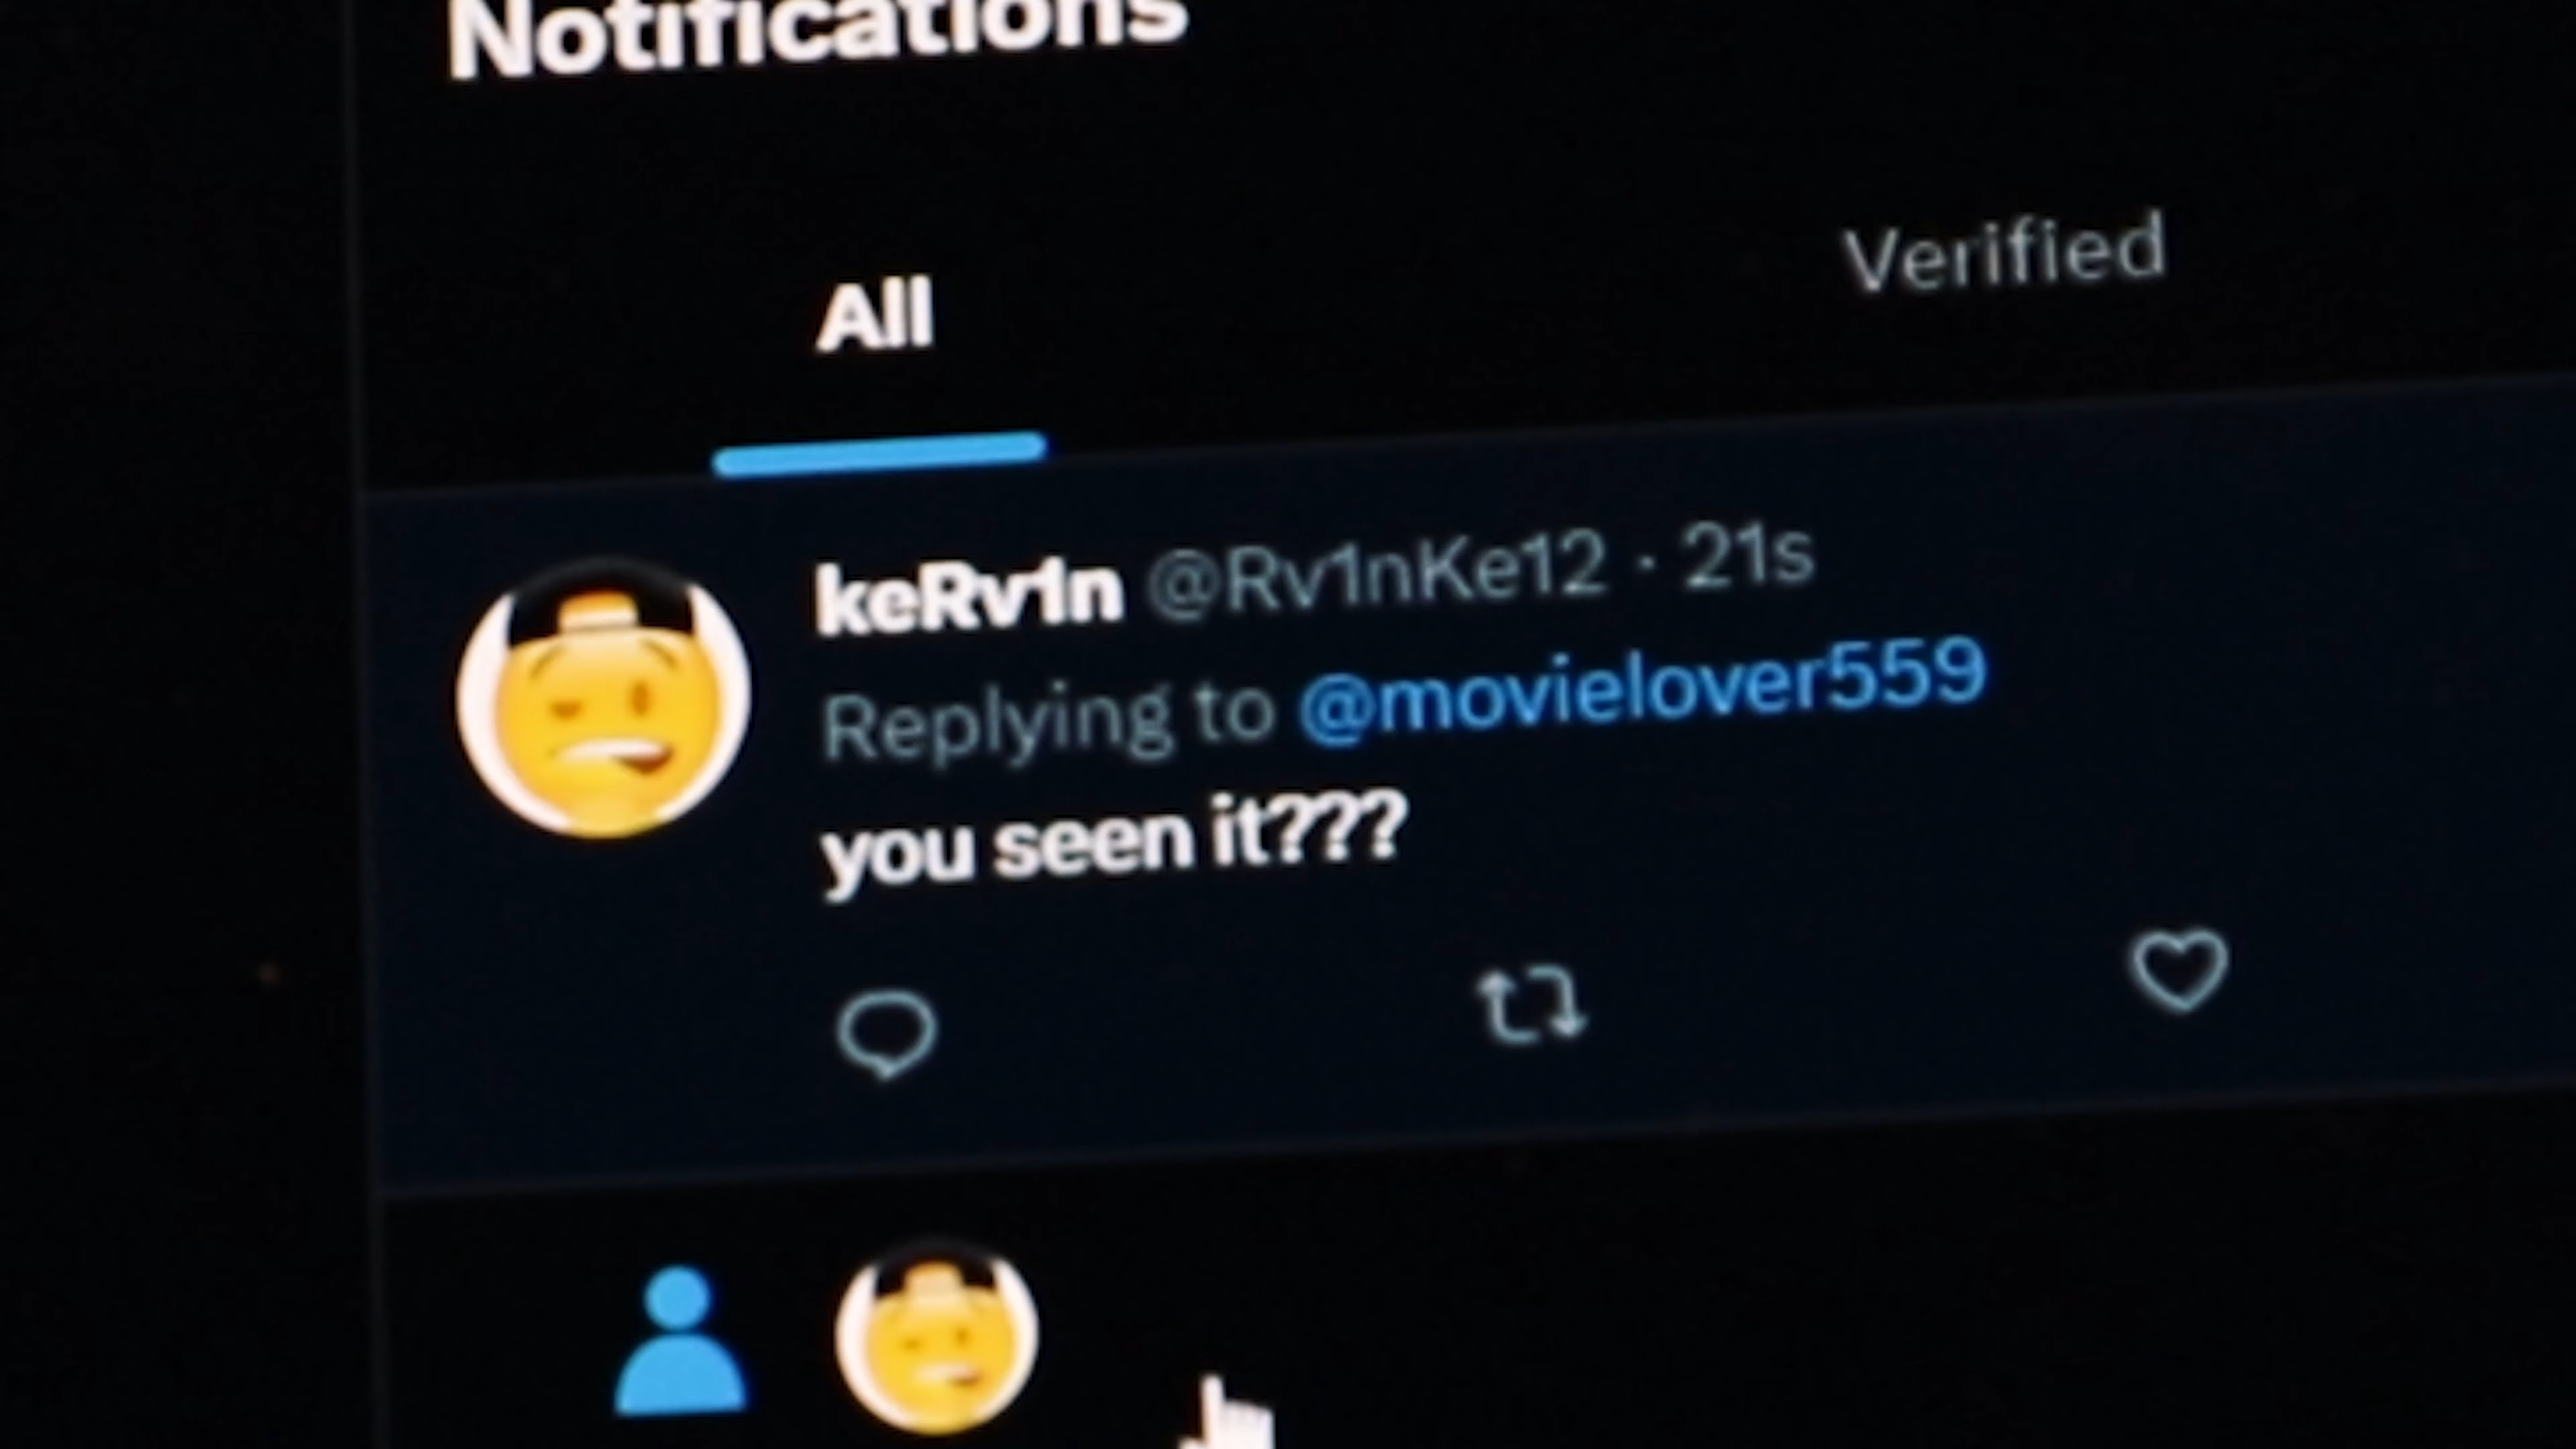 Notifications
All
Verified
keRv1n @Rv1nKe12 · 21s
Replying to @movielover559
you seen it???